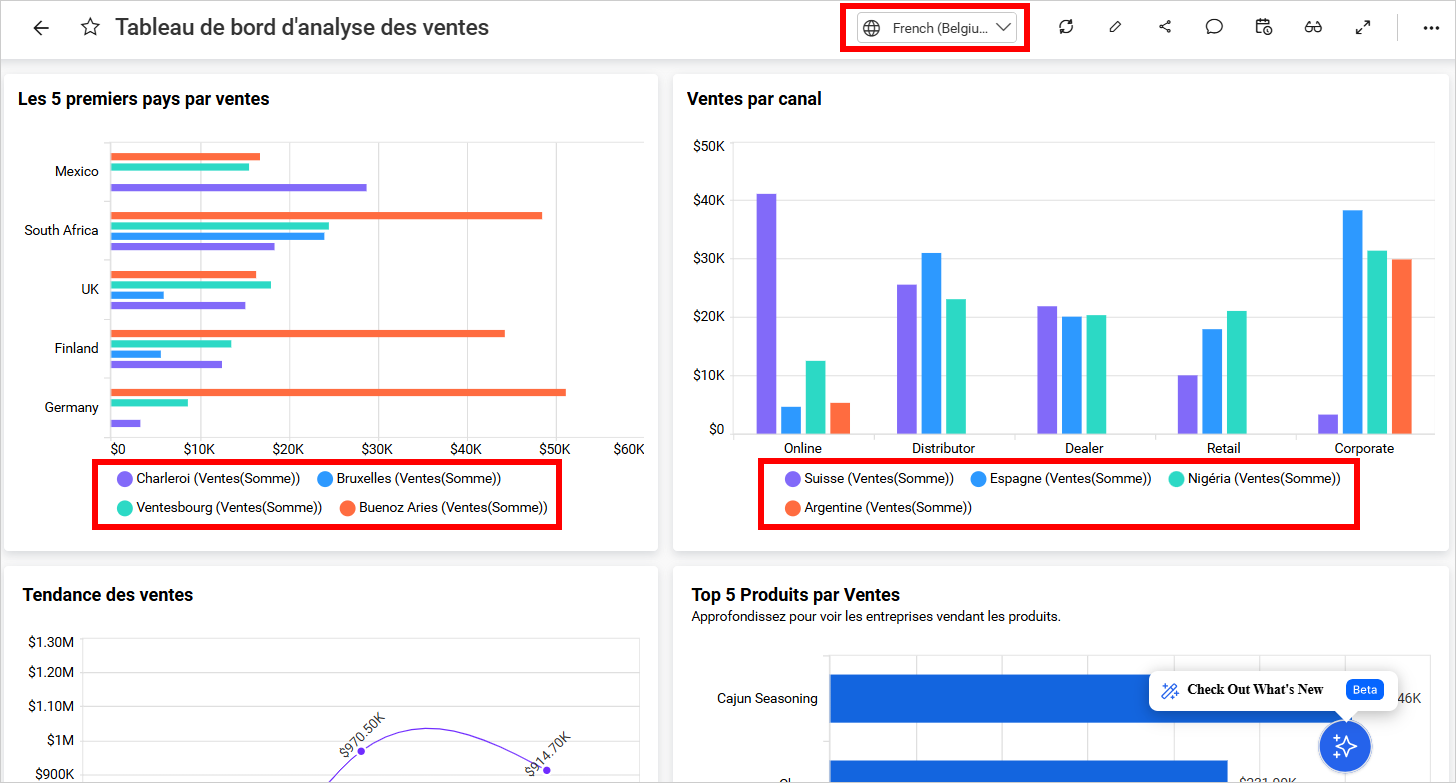 Tableau de bord d'analyse des ventes
French (Belgiu...
Les 5 premiers pays par ventes
Mexico
South Africa
UK
Finland
Germany
$0 $10K $20K $30K $40K $50K $60K
Charleroi (Ventes(Somme)) Bruxelles (Ventes(Somme))
Ventesbourg (Ventes(Somme)) Buenoz Aries (Ventes(Somme))
Ventes par canal
$50K
$40K
$30K
$20K
$10K
$0
Online Distributor Dealer Retail Corporate
Suisse (Ventes(Somme)) Espagne (Ventes(Somme)) Nigéria (Ventes(Somme))
Argentine (Ventes(Somme))
Tendance des ventes
$1.30M
$1.20M
$1.10M
$1M
$900K
$970.50K
$914.70K
Top 5 Produits par Ventes
Approfondissez pour voir les entreprises vendant les produits.
Cajun Seasoning
46K
Check Out What's New Beta